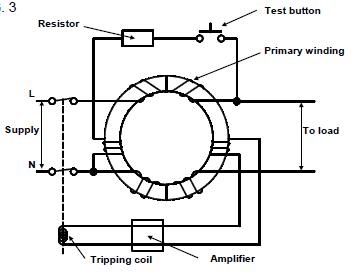 . 3
Test button
Resistor
Primary winding
L
Supply
To load
N
Tripping coil
Amplifier